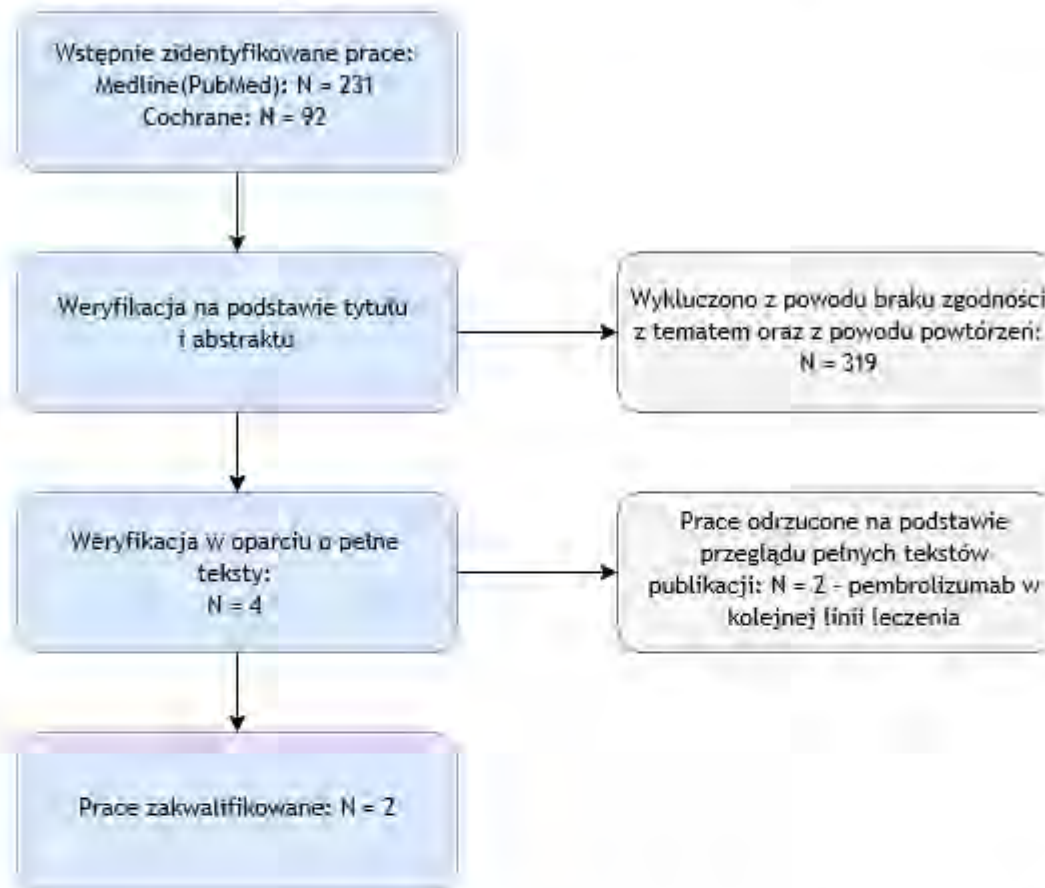 Wstępnie zidentyfikowane prace:
Medline(PubMed): N = 231
Cochrane: N = 92
Weryfikacja na podstawie tytułu
i abstraktu
Wykluczono z powodu braku zgodności
z tematem oraz z powodu powtórzeń:
N = 319
Weryfikacja w oparciu o pełne
teksty:
N = 4
Prace odrzucone na podstawie
przeglądu pełnych tekstów
publikacji: N = 2 - pembrolizumab w
kolejnej linii leczenia
Prace zakwalifikowane: N = 2